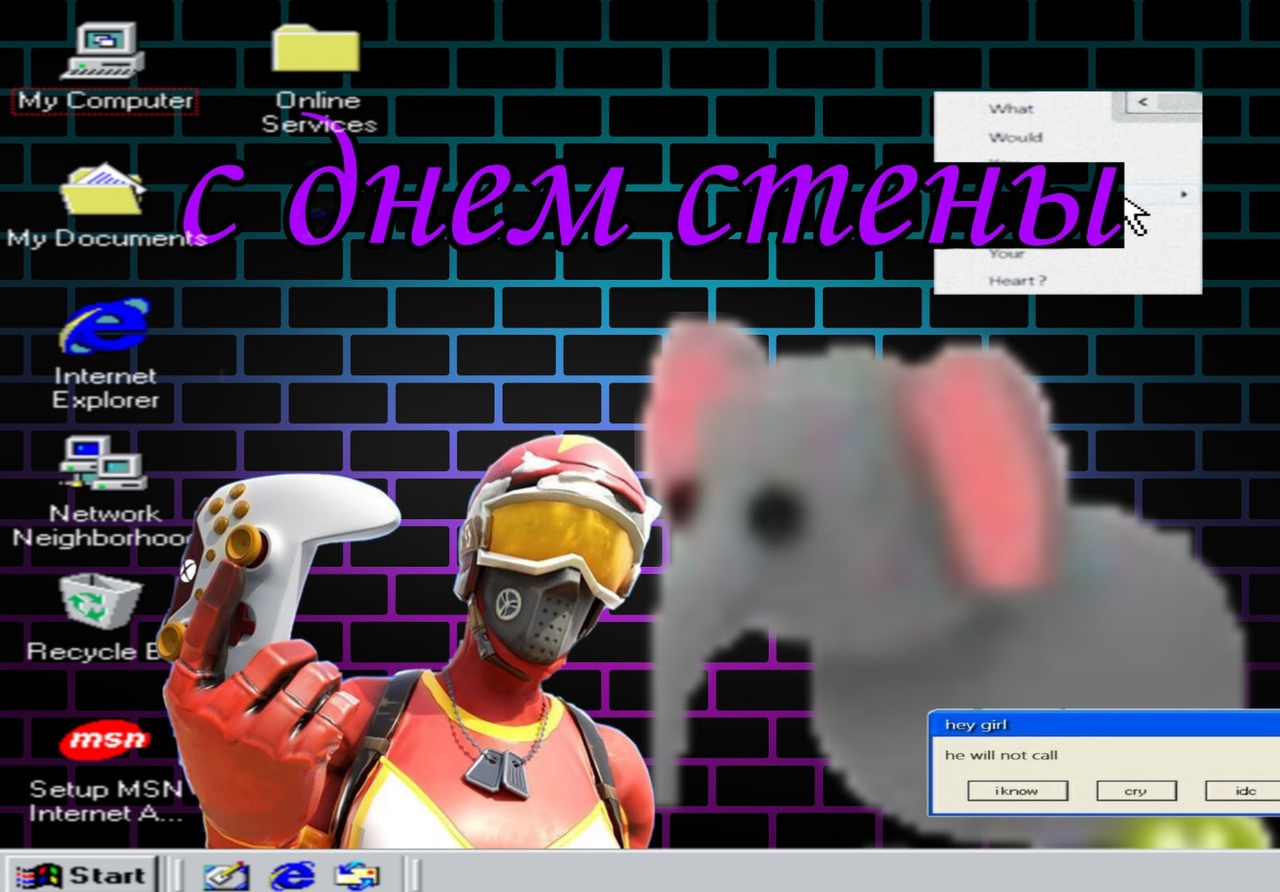 My Computer
Online
Services
What
Would
с днем стены
Your
Heart?
My Documents
Internet
Explorer
Network
Neighborhoo
Recycle B
msn
Setup MSN
Internet A...
hey girl
he will not call
i know
cry
idc
Start